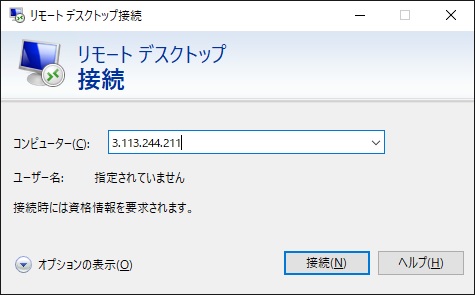 リモート デスクトップ接続
リモート デスクトップ
接続
コンピューター(C): 3.113.244.211
ユーザー名: 指定されていません
接続時には資格情報を要求されます。
オプションの表示(O) 接続(N) ヘルプ(H)